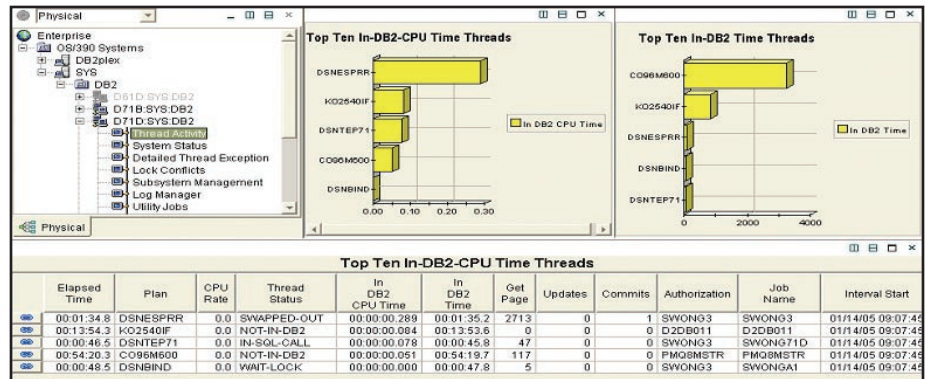 Physical
Enterprise
OS/390 Systems
DB2plex
SYS
DB2
D61D:SYS:DB2
D71B:SYS:DB2
D71D:SYS:DB2
Thread Activity
System Status
Detailed Thread Exception
Lock Conflicts
Subsystem Management
Log Manager
Utility Jobs
Physical
Top Ten In-DB2-CPU Time Threads
DSNESPRR
KO2540IF
DSNTEP71
CO96M600
DSNBIND
0.00 0.10 0.20 0.30
In DB2 CPU Time
Top Ten In-DB2 Time Threads
CO96M600
KO2540IF
DSNESPRR
DSNBIND
DSNTEP71
0 2000 4000
In DB2 Time
Top Ten In-DB2-CPU Time Threads
Elapsed Time Plan CPU Rate Thread Status In DB2 CPU Time In DB2 Time Get Page Updates Commits Authorization Job Name Interval Start
00:01:34.8 DSNESPRR 0.0 SWAPPED-OUT 00:00:00.289 00:01:35.2 2713 0 1 SWONG3 SWONG3 01/14/05 09:07:45
00:13:54.3 KO2540IF 0.0 NOT-IN-DB2 00:00:00.084 00:13:53.6 0 0 0 D2DB011 D2DB011 01/14/05 09:07:45
00:00:46.5 DSNTEP71 0.0 IN-SQL-CALL 00:00:00.078 00:00:45.8 47 0 0 SWONG3 SWONG71D 01/14/05 09:07:45
00:54:20.3 CO96M600 0.0 NOT-IN-DB2 00:00:00.051 00:54:19.7 117 0 0 PMQ8MSTR PMQ8MSTR 01/14/05 09:07:45
00:00:48.5 DSNBIND 0.0 WAIT-LOCK 00:00:00.000 00:00:47.8 5 0 0 SWONG3 SWONGA1 01/14/05 09:07:45